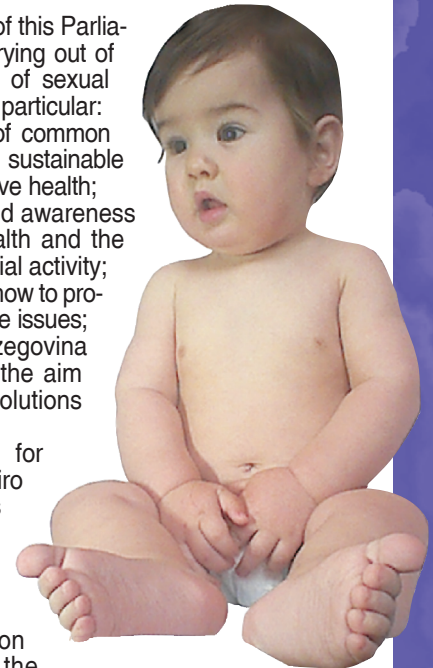 of this Parlia-
rying out of
of sexual
particular:
of common
sustainable
ve health;
d awareness
alth and the
ial activity;
how to pro-
e issues;
zegovina
the aim
olutions
for
iro
on
the